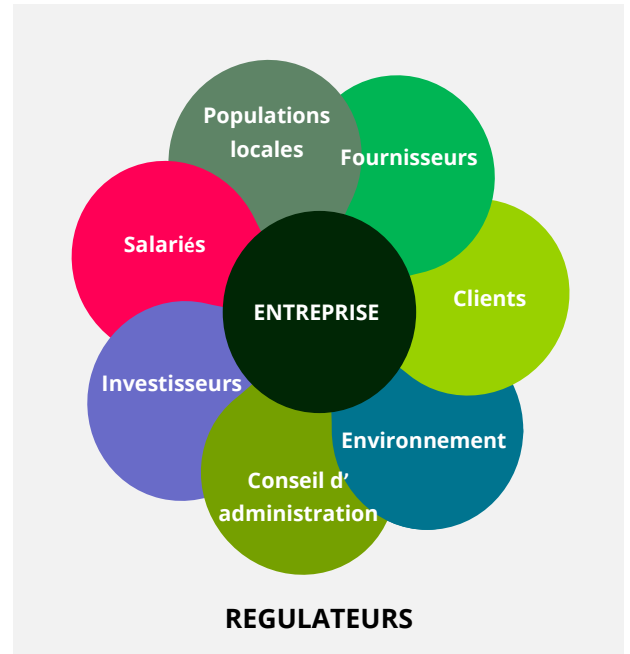 Populations
locales
Fournisseurs
Salariés
Clients
ENTREPRISE
Investisseurs
Environnement
Conseil d’
administration
REGULATEURS